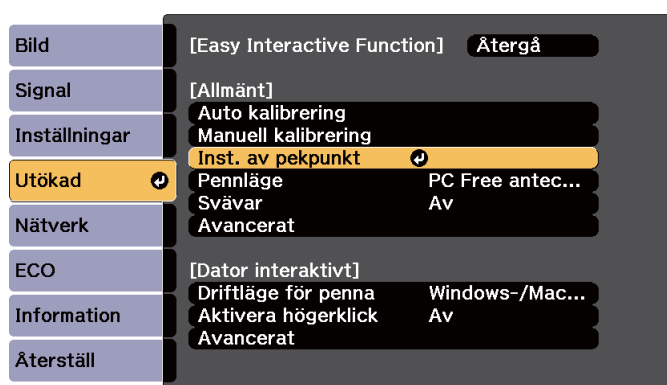 Bild
Signal
Inställningar
Utökad
Nätverk
ECO
Information
Återställ
[Easy Interactive Function] Återgå
[Allmänt]
Auto kalibrering
Manuell kalibrering
Inst. av pekpunkt
Pennläge PC Free antec...
Svävar Av
Avancerat
[Dator interaktivt]
Driftläge för penna Windows-/Mac...
Aktivera högerklick Av
Avancerat